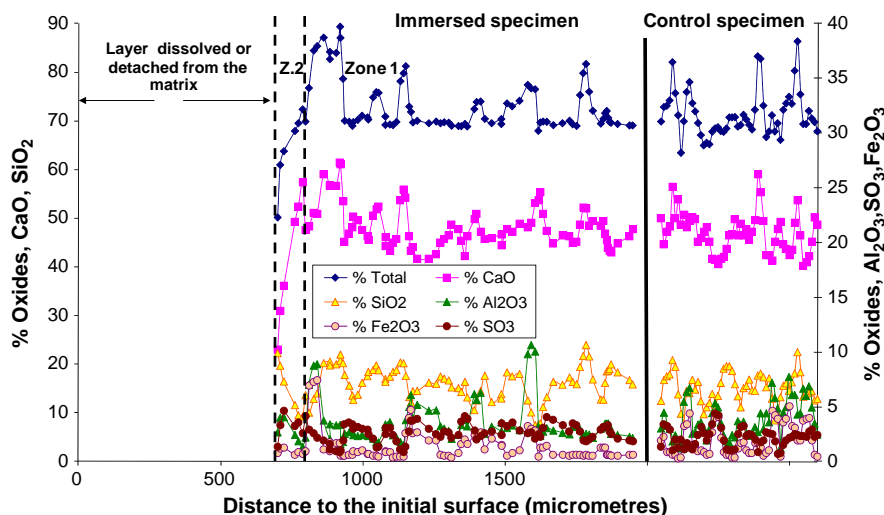 Immersed specimen
Control specimen
Layer dissolved or
detached from the
matrix
Z.2
Zone 1
% Oxides, CaO, SiO2
90
80
70
60
50
40
30
20
10
0
% Total
% CaO
% SiO2
% Al2O3
% Fe2O3
% SO3
40
35
30
25
20
15
10
5
0
% Oxides, Al2O3,SO3,Fe2O3
0
500
1000
1500
Distance to the initial surface (micrometres)